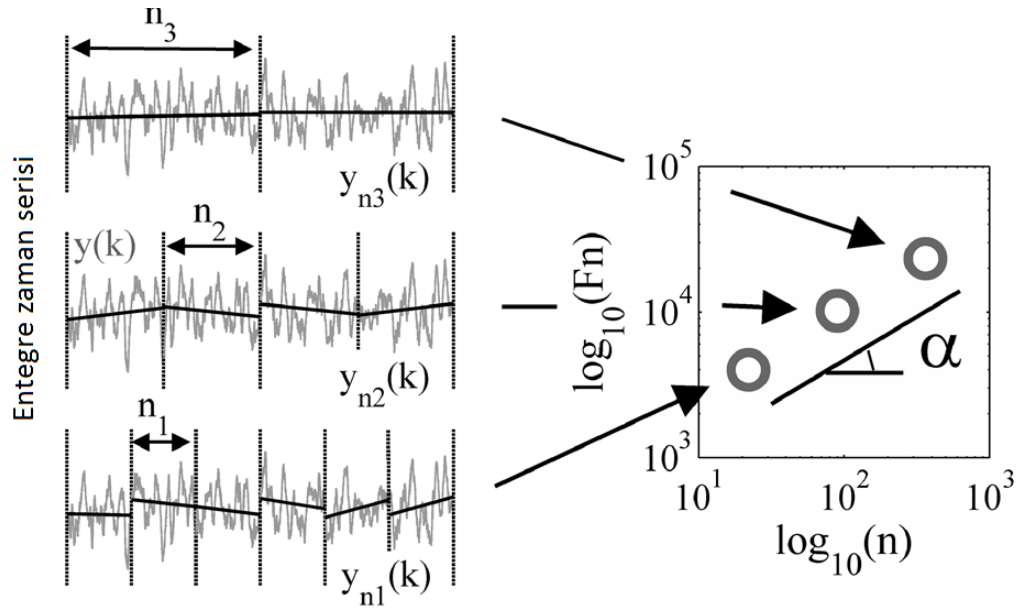 n3
yn3(k)
Entegre zaman serisi
y(k)
n2
yn2(k)
n1
yn1(k)
log10(Fn)
10^5
10^4
10^3
α
10^1
10^2
10^3
log10(n)